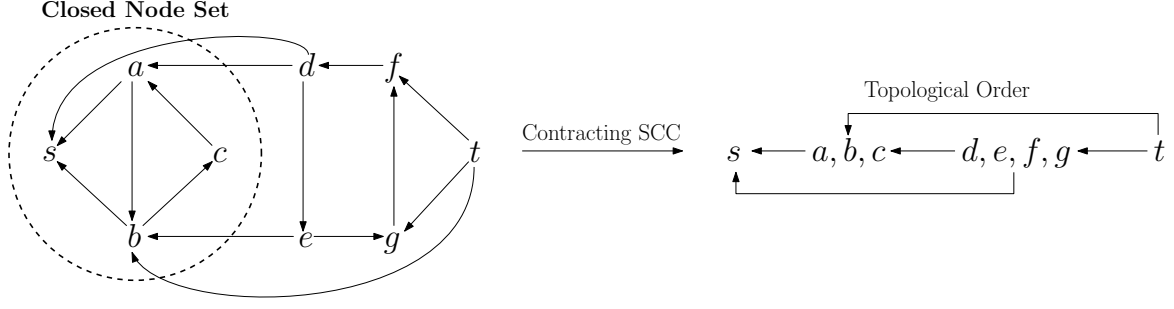 Closed Node Set
a d f
s c t
b e g
Contracting SCC
Topological Order
s a, b, c d, e, f, g t